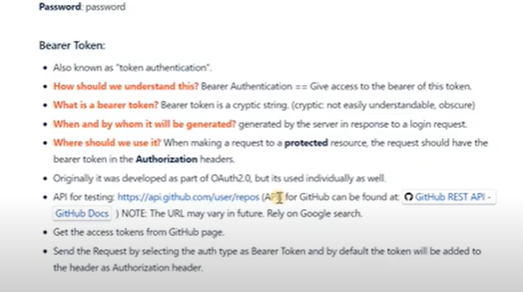 Password: password
Bearer Token:
• Also known as "token authentication".
• How should we understand this? Bearer Authentication == Give access to the bearer of this token.
• What is a bearer token? Bearer token is a cryptic string. (cryptic: not easily understandable, obscure)
• When and by whom it will be generated? generated by the server in response to a login request.
• Where should we use it? When making a request to a protected resource, the request should have the
bearer token in the Authorization headers.
• Originally it was developed as part of OAuth2.0, but its used individually as well.
• API for testing: https://api.github.com/user/repos (API for GitHub can be found at: GitHub REST API -
GitHub Docs ) NOTE: The URL may vary in future. Rely on Google search.
• Get the access tokens from GitHub page.
• Send the Request by selecting the auth type as Bearer Token and by default the token will be added to
the header as Authorization header.